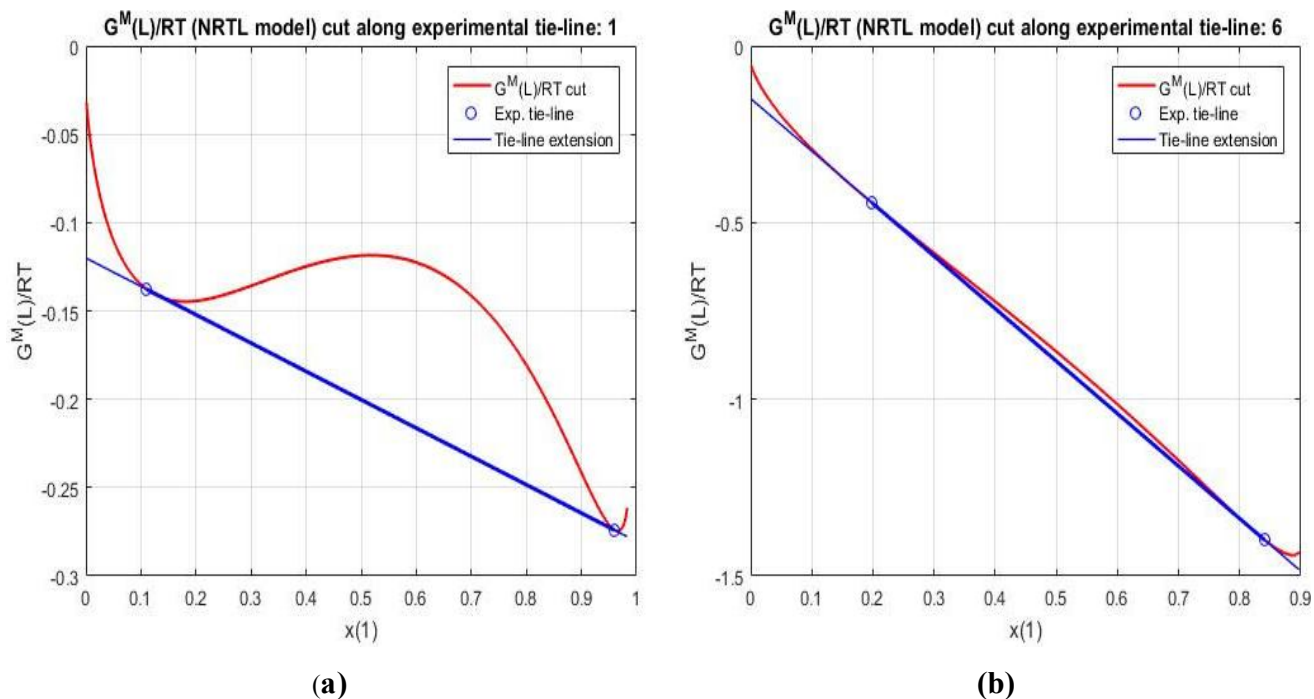 G^M(L)/RT (NRTL model) cut along experimental tie-line: 1
G^M(L)/RT cut
Exp. tie-line
Tie-line extension
0
-0.05
-0.1
-0.15
-0.2
-0.25
-0.3
G^M(L)/RT
0 0.1 0.2 0.3 0.4 0.5 0.6 0.7 0.8 0.9 1
x(1)
(a)
G^M(L)/RT (NRTL model) cut along experimental tie-line: 6
G^M(L)/RT cut
Exp. tie-line
Tie-line extension
0
-0.5
-1
-1.5
G^M(L)/RT
0 0.1 0.2 0.3 0.4 0.5 0.6 0.7 0.8 0.9
x(1)
(b)